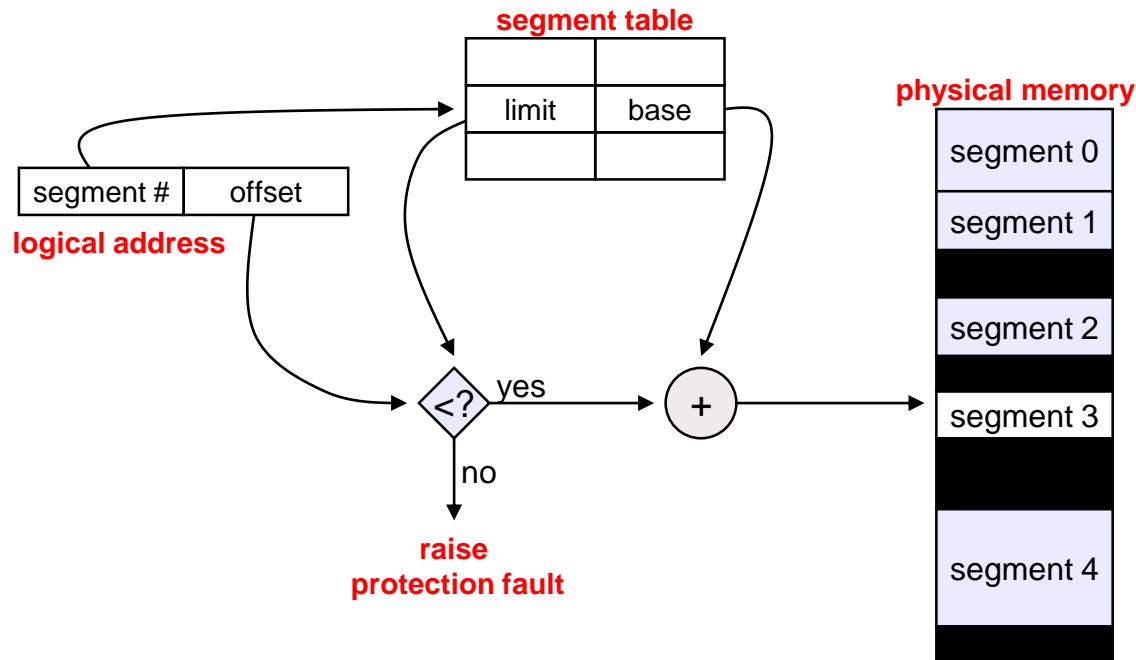 segment table
limit base
physical memory
segment # offset
logical address
segment 0
segment 1
segment 2
<? yes
+
segment 3
no
raise
protection fault
segment 4